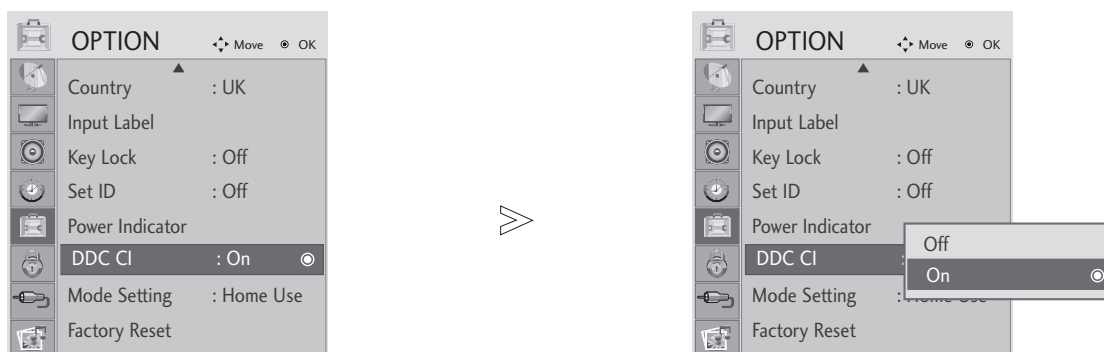 OPTION Move OK
Country : UK
Input Label
Key Lock : Off
Set ID : Off
Power Indicator
DDC CI : On
Mode Setting : Home Use
Factory Reset
OPTION Move OK
Country : UK
Input Label
Key Lock : Off
Set ID : Off
Power Indicator
DDC CI :
Off
On
Mode Setting : Home Use
Factory Reset